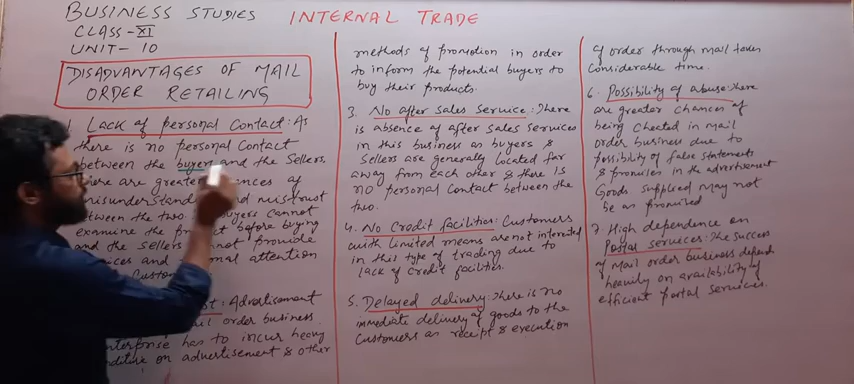 BUSINESS STUDIES
INTERNAL TRADE
CLASS-XI
UNIT-10
DISADVANTAGES OF MAIL
ORDER RETAILING
1. Lack of personal contact: As
there is no personal contact
between the buyers and the sellers,
are greater chances of
misunderstand and mistrust
between the two. Buyers cannot
examine the product before buying
and the sellers cannot provide
attention
: Advertisement
order business
enterprise has to incur heavy
on advertisement & other
methods of promotion in order
to inform the potential buyers to
buy their products.
3. No after sales service: There
is absence of after sales services
in this business as buyers &
sellers are generally located far
away from each other & there is
no personal contact between the
two.
4. No Credit facilities: Customers
with limited means are not interested
in this type of trading due to
lack of credit facilities.
5. Delayed delivery: There is no
immediate delivery of goods to the
customers as receipt & execution
of order through mail takes
considerable time.
6. Possibility of abuse: There
are greater chances of
being cheated in mail
order business due to
possibility of false statements
& promises in the advertisement
Goods supplied may not
be as promised
7. High dependence on
Postal services: The success
of mail order business depends
heavily on availability of
efficient postal services.